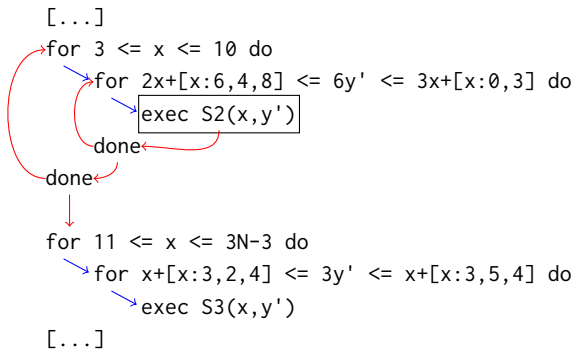 [...]
for 3 <= x <= 10 do
for 2x+[x:6,4,8] <= 6y' <= 3x+[x:0,3] do
exec S2(x,y')
done
done
for 11 <= x <= 3N-3 do
for x+[x:3,2,4] <= 3y' <= x+[x:3,5,4] do
exec S3(x,y')
[...]